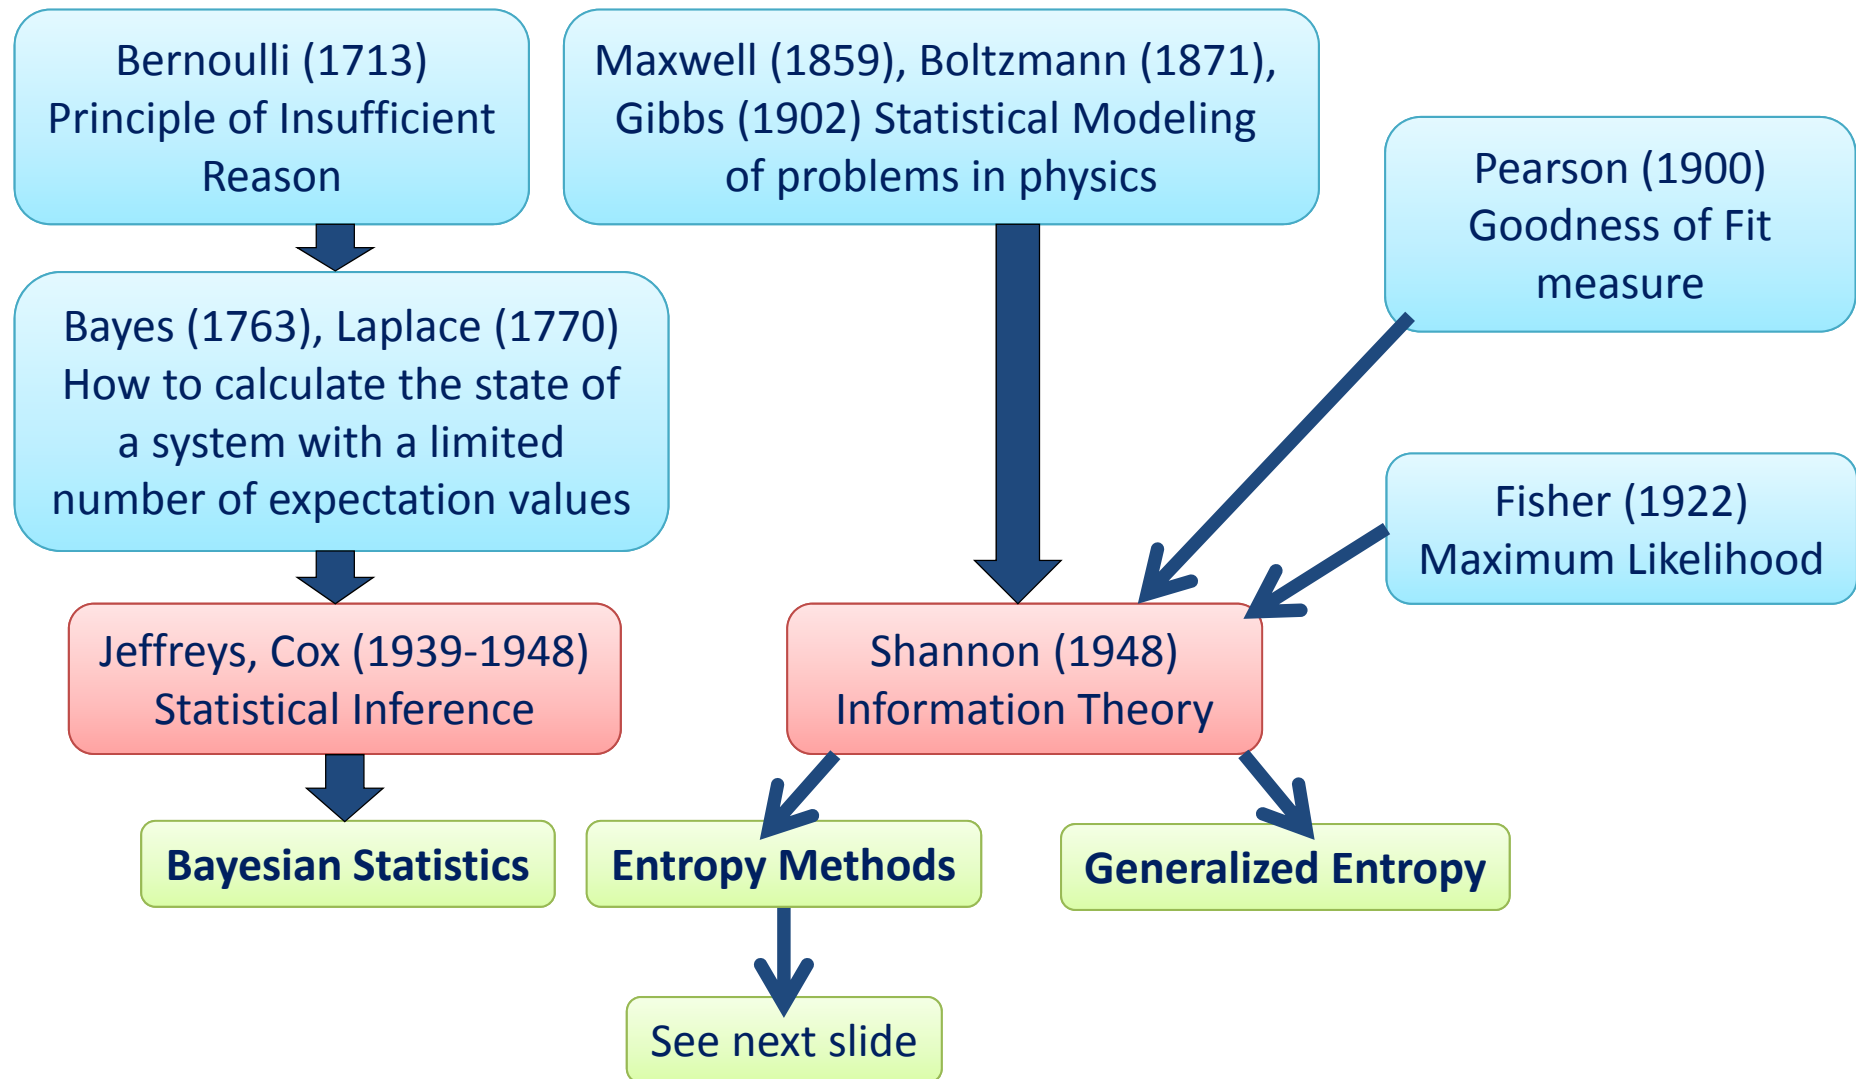 Bernoulli (1713)
Principle of Insufficient
Reason
Maxwell (1859), Boltzmann (1871),
Gibbs (1902) Statistical Modeling
of problems in physics
Pearson (1900)
Goodness of Fit
measure
Bayes (1763), Laplace (1770)
How to calculate the state of
a system with a limited
number of expectation values
Fisher (1922)
Maximum Likelihood
Jeffreys, Cox (1939-1948)
Statistical Inference
Shannon (1948)
Information Theory
Bayesian Statistics
Entropy Methods
Generalized Entropy
See next slide